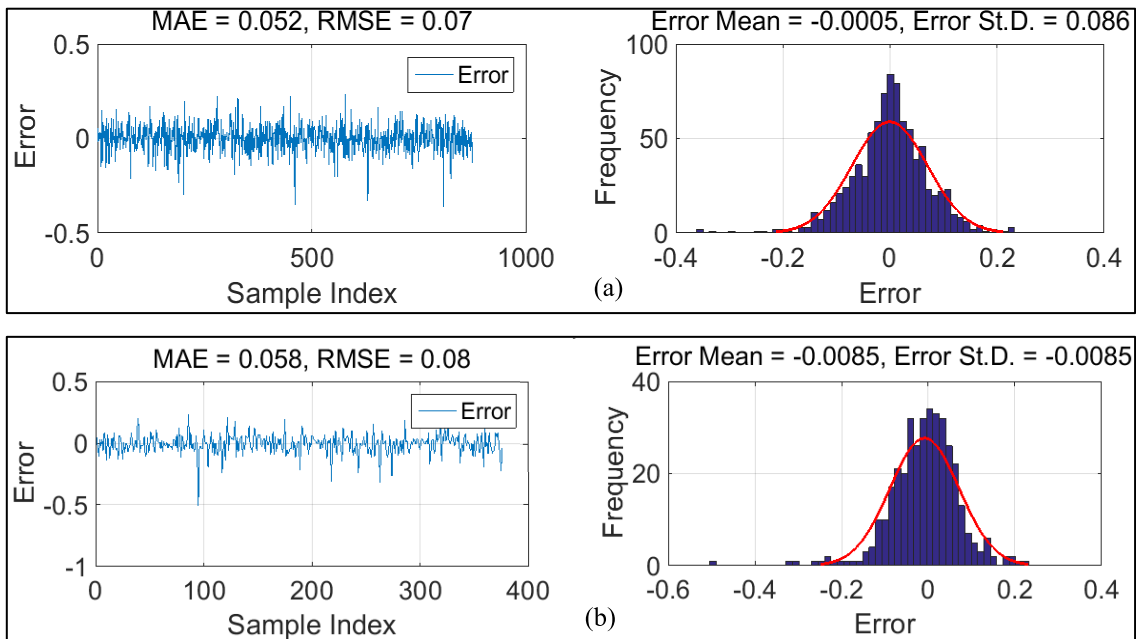 MAE = 0.052, RMSE = 0.07
0.5
0
-0.5
Error
Error
0
500
1000
Sample Index
Error Mean = -0.0005, Error St.D. = 0.086
100
50
0
Frequency
-0.4
-0.2
0
0.2
0.4
Error
(a)
MAE = 0.058, RMSE = 0.08
0.5
0
-0.5
-1
Error
Error
0
100
200
300
400
Sample Index
Error Mean = -0.0085, Error St.D. = -0.0085
40
20
0
Frequency
-0.6
-0.4
-0.2
0
0.2
0.4
Error
(b)